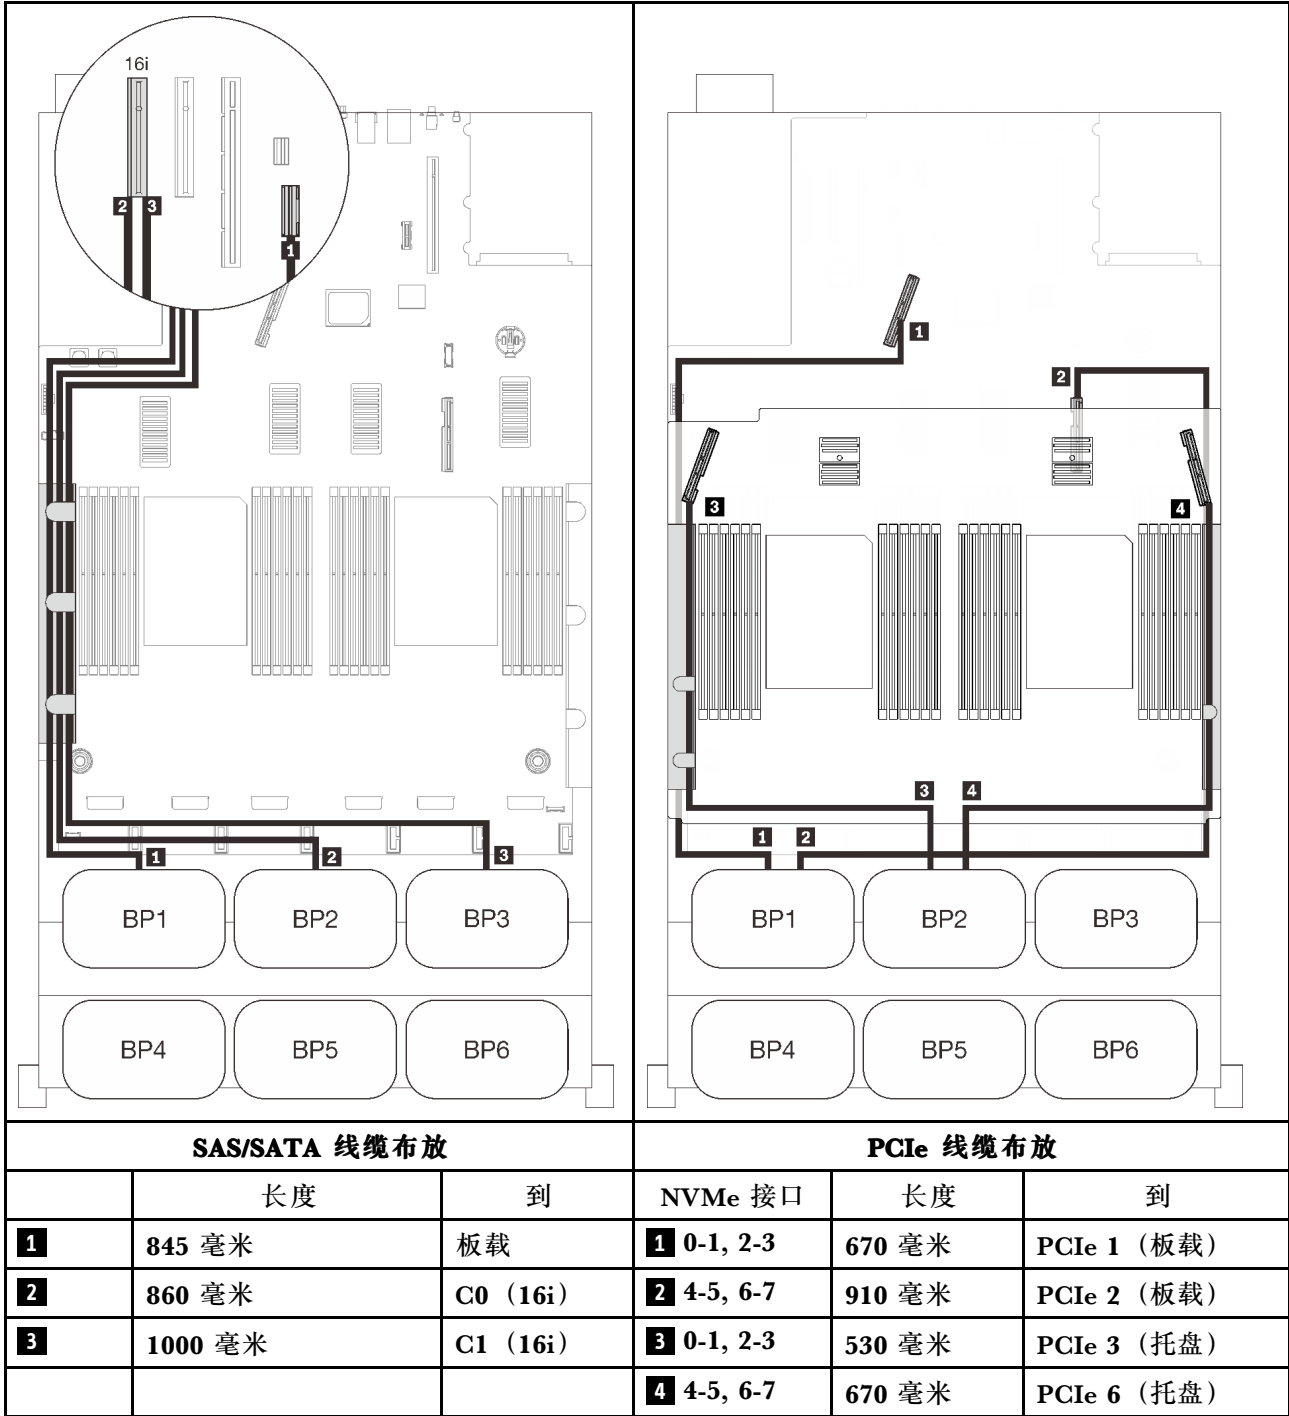 16i
2 3
1
1
2
3
BP1 BP2 BP3
BP4 BP5 BP6
1
2
3
4
3 4
1 2
BP1 BP2 BP3
BP4 BP5 BP6
SAS/SATA 线缆布放 PCIe 线缆布放
长度 到 NVMe 接口 长度 到
1 845 毫米 板载 1 0-1, 2-3 670 毫米 PCIe 1（板载）
2 860 毫米 C0（16i） 2 4-5, 6-7 910 毫米 PCIe 2（板载）
3 1000 毫米 C1（16i） 3 0-1, 2-3 530 毫米 PCIe 3（托盘）
4 4-5, 6-7 670 毫米 PCIe 6（托盘）